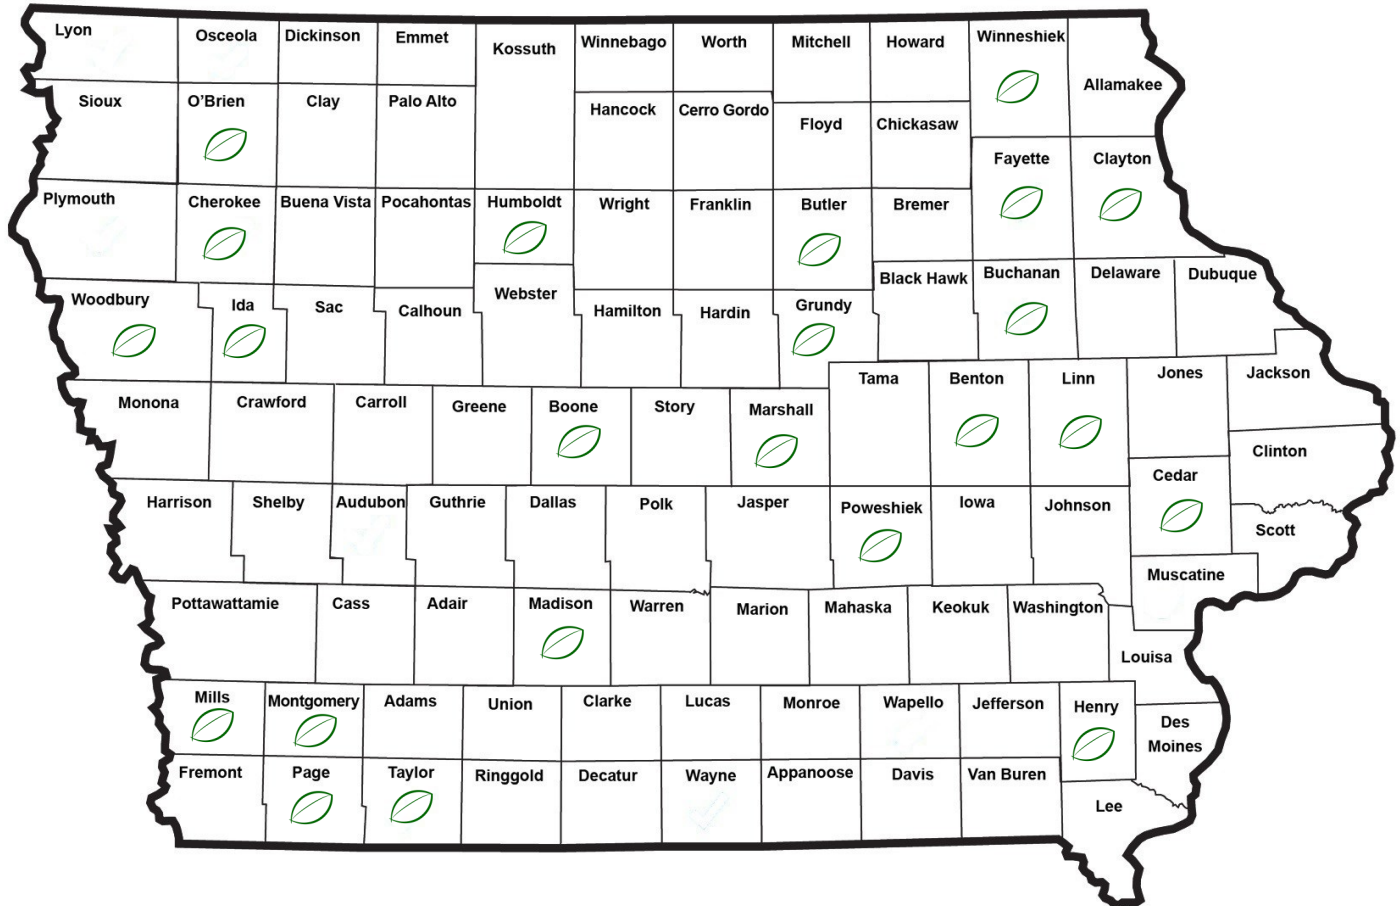 Lyon
Osceola
Dickinson
Emmet
Kossuth
Winnebago
Worth
Mitchell
Howard
Winneshiek
Allamakee
Sioux
O'Brien
Clay
Palo Alto
Hancock
Cerro Gordo
Floyd
Chickasaw
Fayette
Clayton
Plymouth
Cherokee
Buena Vista
Pocahontas
Humboldt
Wright
Franklin
Butler
Bremer
Black Hawk
Buchanan
Delaware
Dubuque
Woodbury
Ida
Sac
Calhoun
Webster
Hamilton
Hardin
Grundy
Tama
Benton
Linn
Jones
Jackson
Monona
Crawford
Carroll
Greene
Boone
Story
Marshall
Clinton
Cedar
Harrison
Shelby
Audubon
Guthrie
Dallas
Polk
Jasper
Poweshiek
Iowa
Johnson
Scott
Muscatine
Pottawattamie
Cass
Adair
Madison
Warren
Marion
Mahaska
Keokuk
Washington
Louisa
Mills
Montgomery
Adams
Union
Clarke
Lucas
Monroe
Wapello
Jefferson
Henry
Des
Moines
Fremont
Page
Taylor
Ringgold
Decatur
Wayne
Appanoose
Davis
Van Buren
Lee